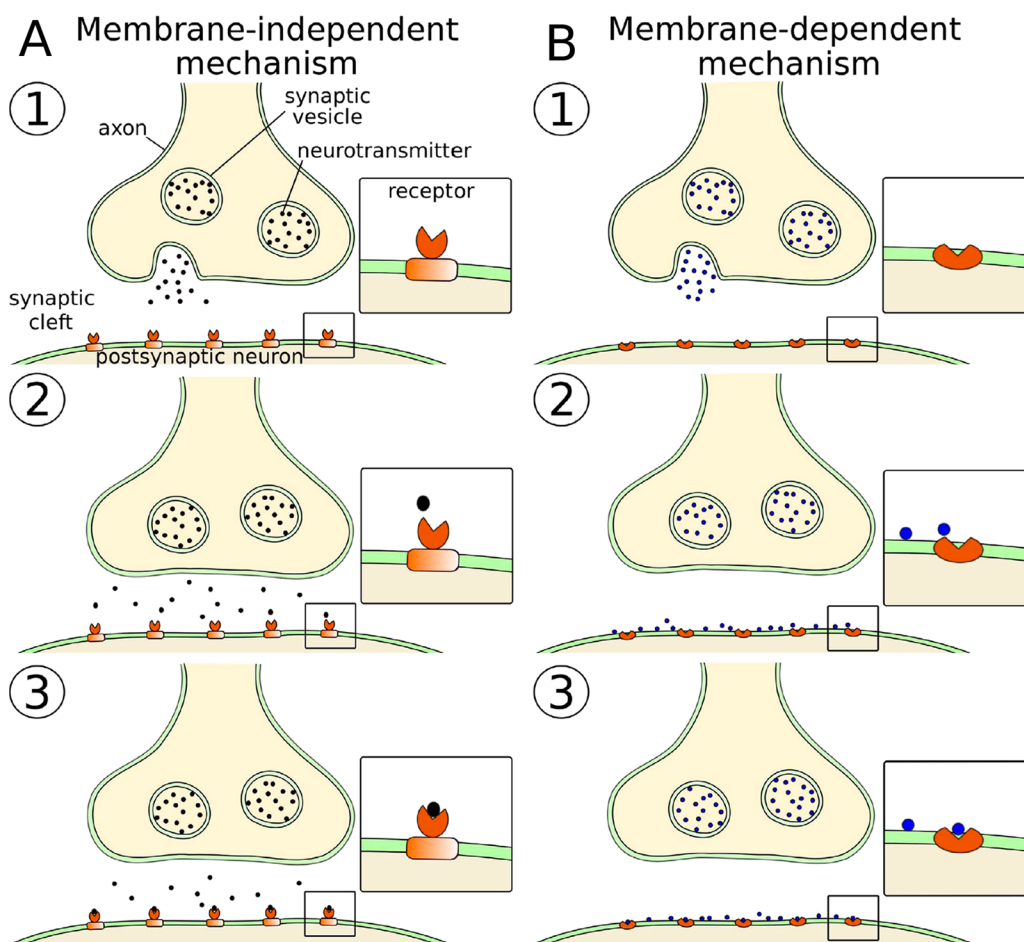 A
Membrane-independent
mechanism
1
synaptic
vesicle
axon
neurotransmitter
receptor
synaptic
cleft
postsynaptic neuron
2
3
B
Membrane-dependent
mechanism
1
2
3